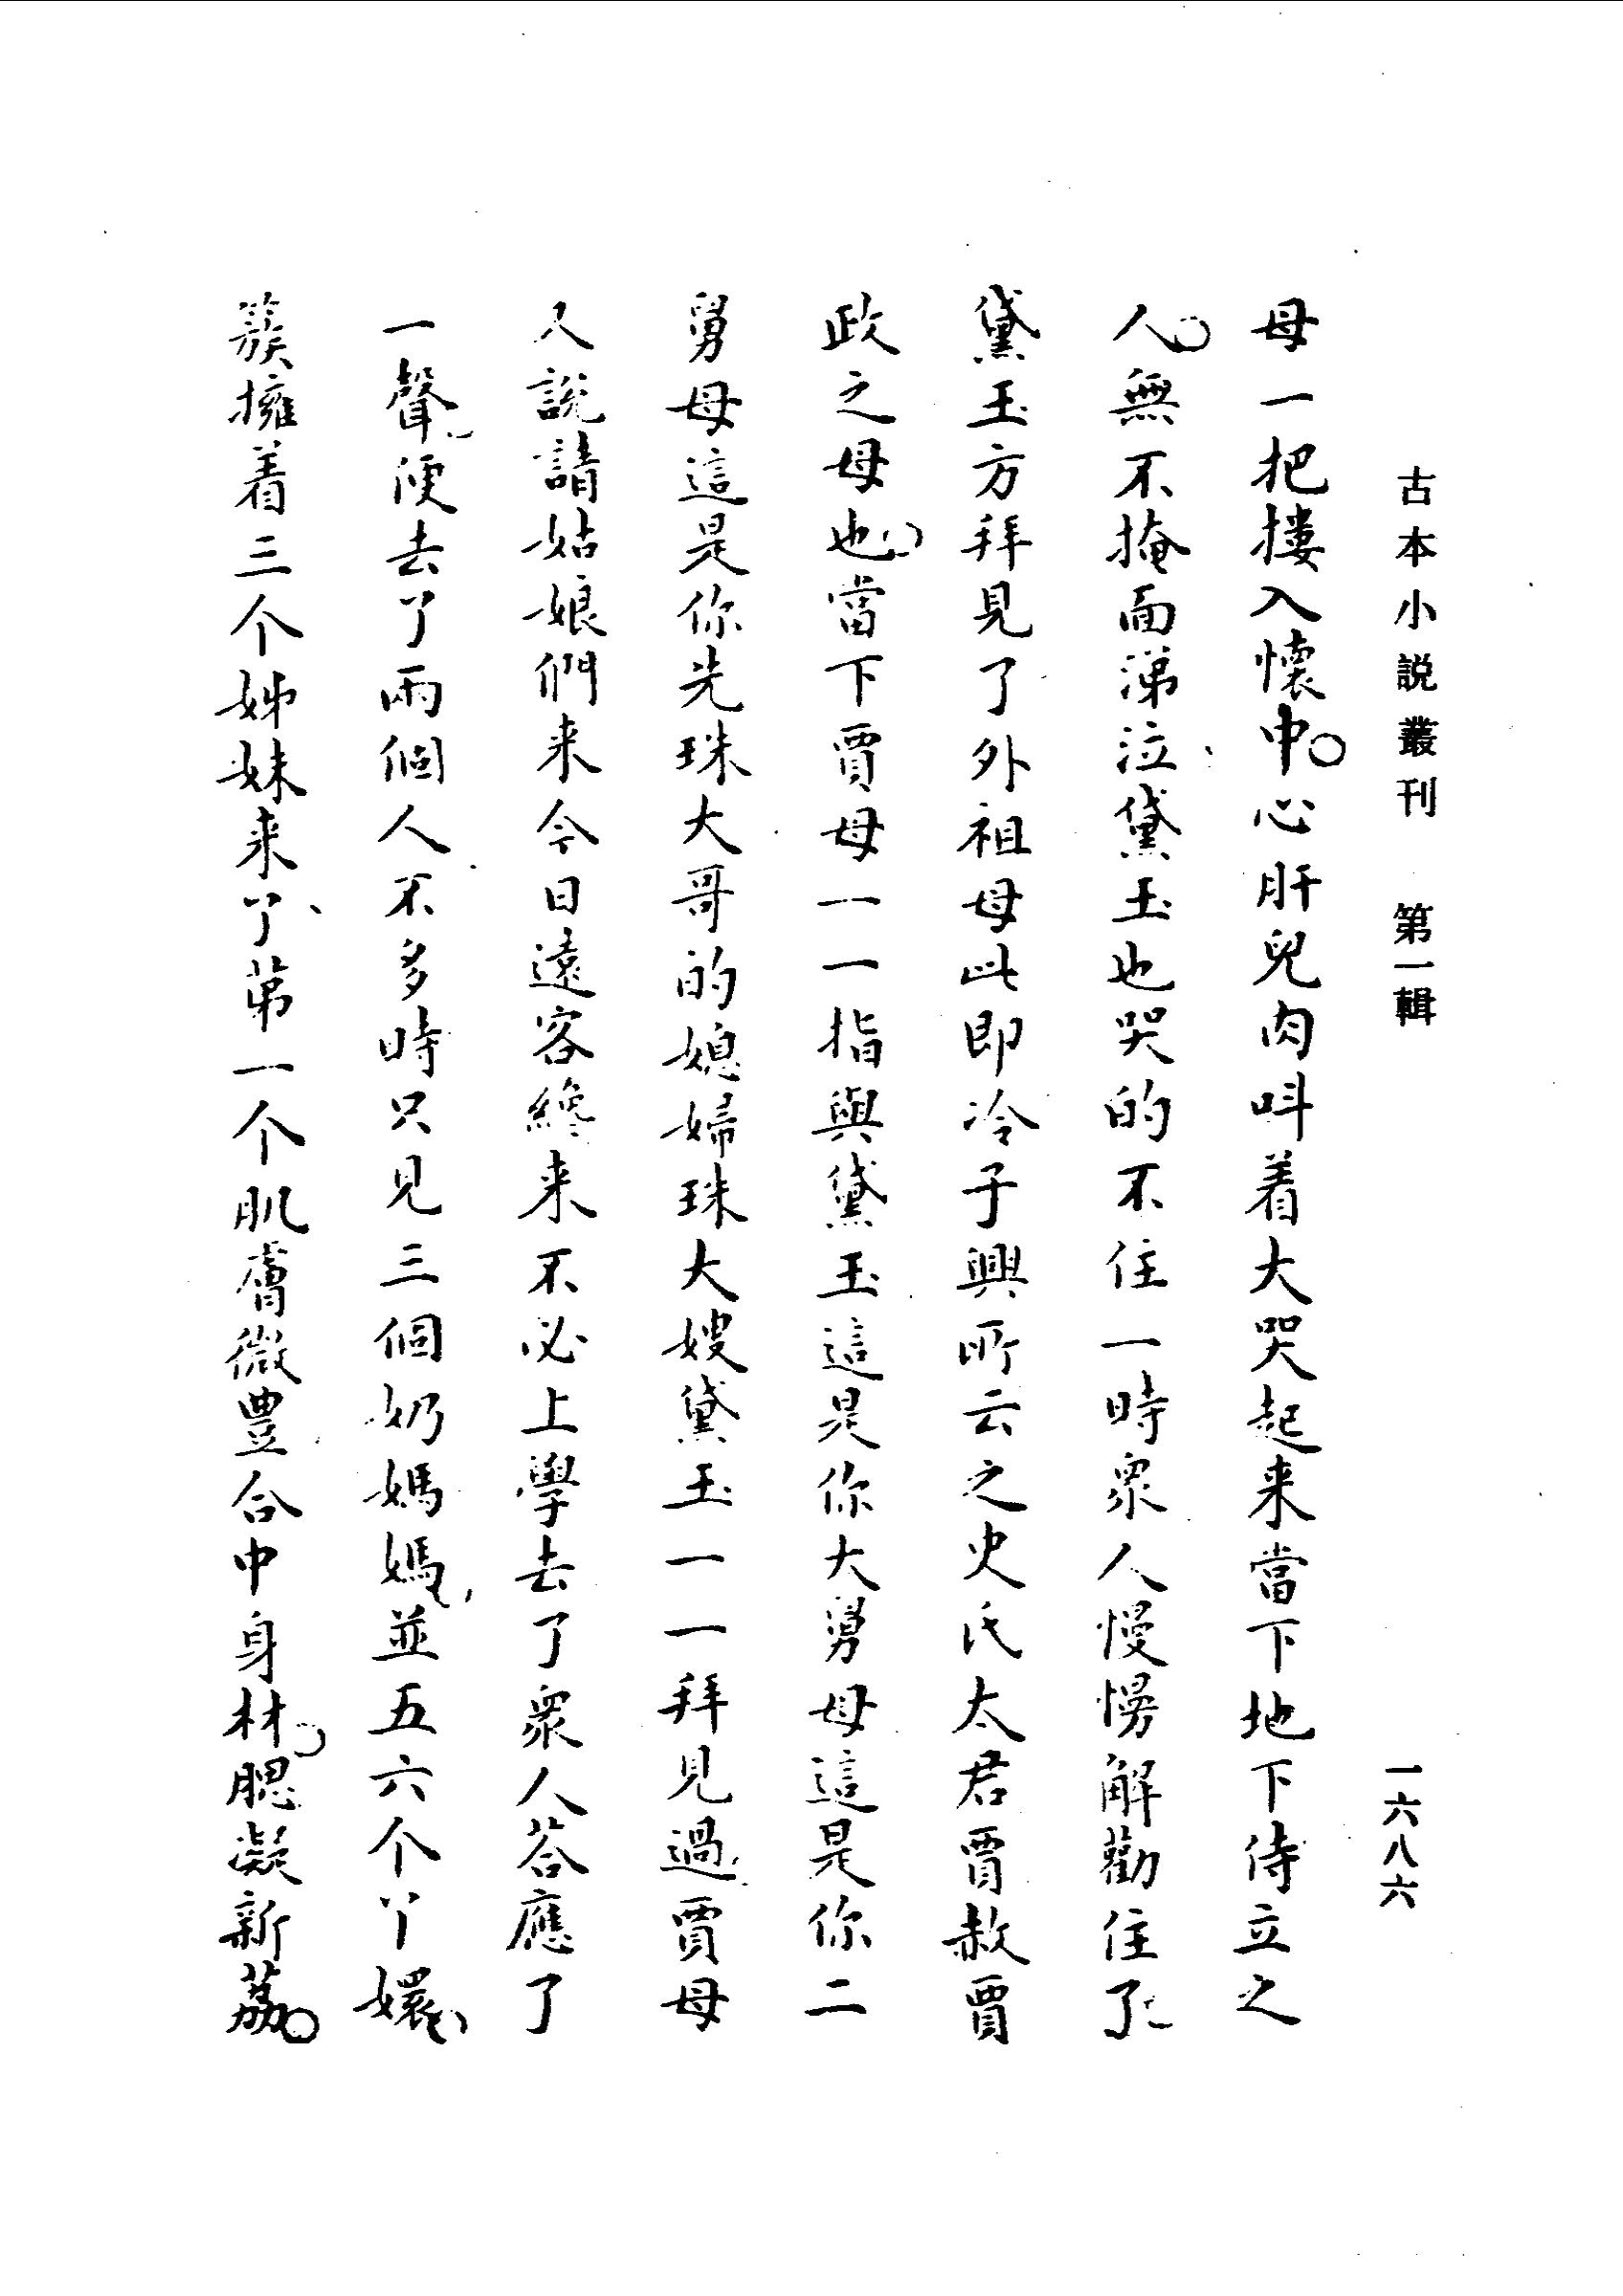 古本小説叢刊　第一輯
一六八六
母一把摟入懷中心肝兒肉呌着大哭起来當下地下侍立之
人無不掩面涕泣黛玉也哭的不住一時衆人慢慢解勸住了
黛玉方拜見了外祖母此即冷子興所云之史氏太君賈赦賈
政之母也當下賈母一一指與黛玉這是你大舅母這是你二
舅母這是你先珠大哥的媳婦珠大嫂黛玉一一拜見過賈母
又說請姑娘們来今日遠客纔来不必上學去了衆人荅應了
一聲便去了兩個人不多時只見三個奶媽媽並五六个丫嬛
簇擁着三个姊妹来了第一个肌膚微豊合中身材腮凝新荔